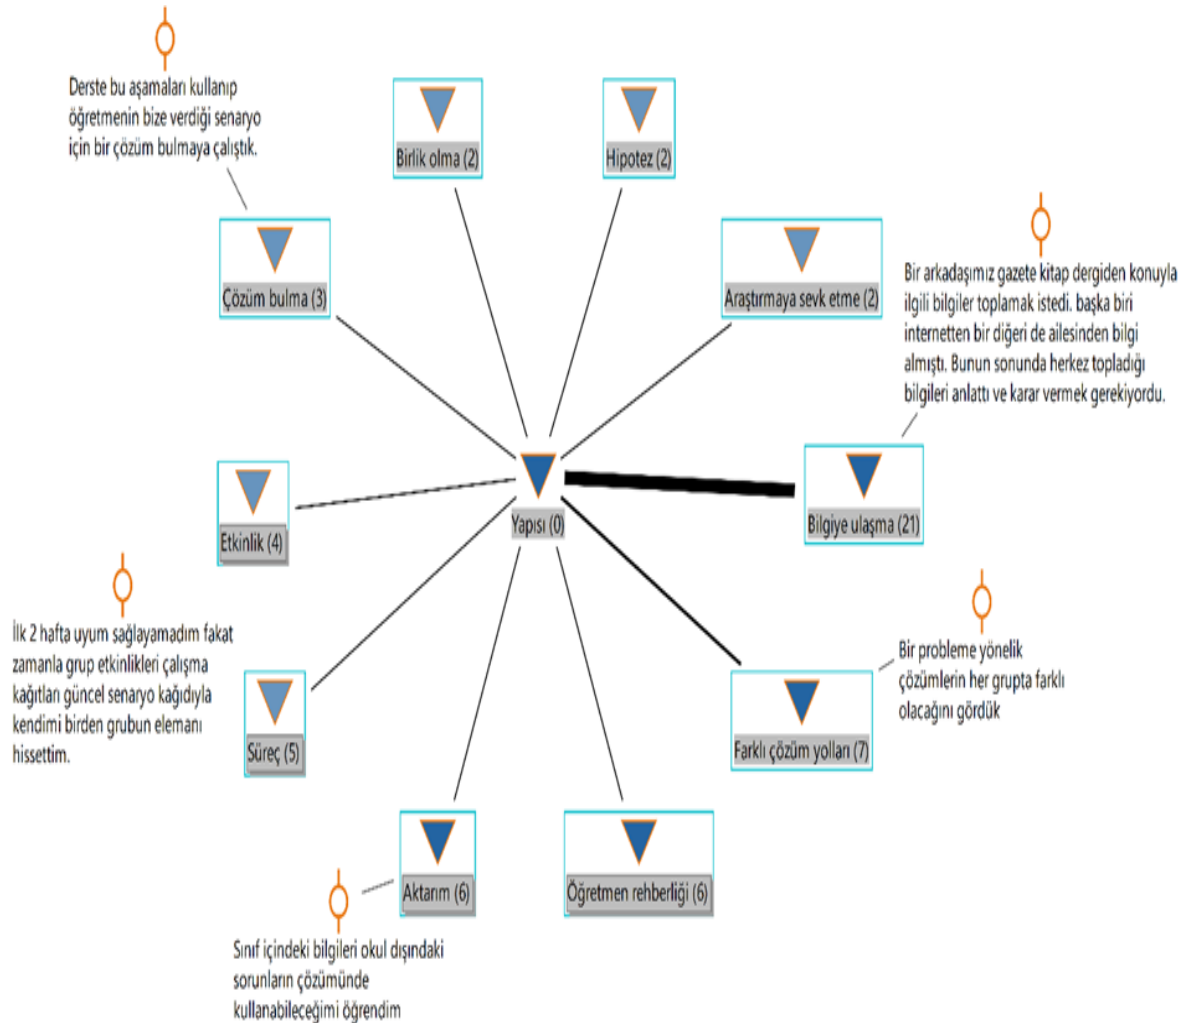 Derste bu aşamaları kullanıp
öğretmenin bize verdiği senaryo
için bir çözüm bulmaya çalıştık.
Birlik olma (2)
Hipotez (2)
Çözüm bulma (3)
Araştırmaya sevk etme (2)
Bir arkadaşımız gazete kitap dergiden konuyla
ilgili bilgiler toplamak istedi. başka biri
internetten bir diğeri de ailesinden bilgi
almıştı. Bunun sonunda herkez topladığı
bilgileri anlattı ve karar vermek gerekiyordu.
Etkinlik (4)
Yapısı (0)
Bilgiye ulaşma (21)
İlk 2 hafta uyum sağlayamadım fakat
zamanla grup etkinlikleri çalışma
kağıtları güncel senaryo kağıdıyla
kendimi birden grubun elemanı
hissettim.
Bir probleme yönelik
çözümlerin her grupta farklı
olacağını gördük
Süreç (5)
Farklı çözüm yolları (7)
Aktarım (6)
Öğretmen rehberliği (6)
Sınıf içindeki bilgileri okul dışındaki
sorunların çözümünde
kullanabileceğimi öğrendim